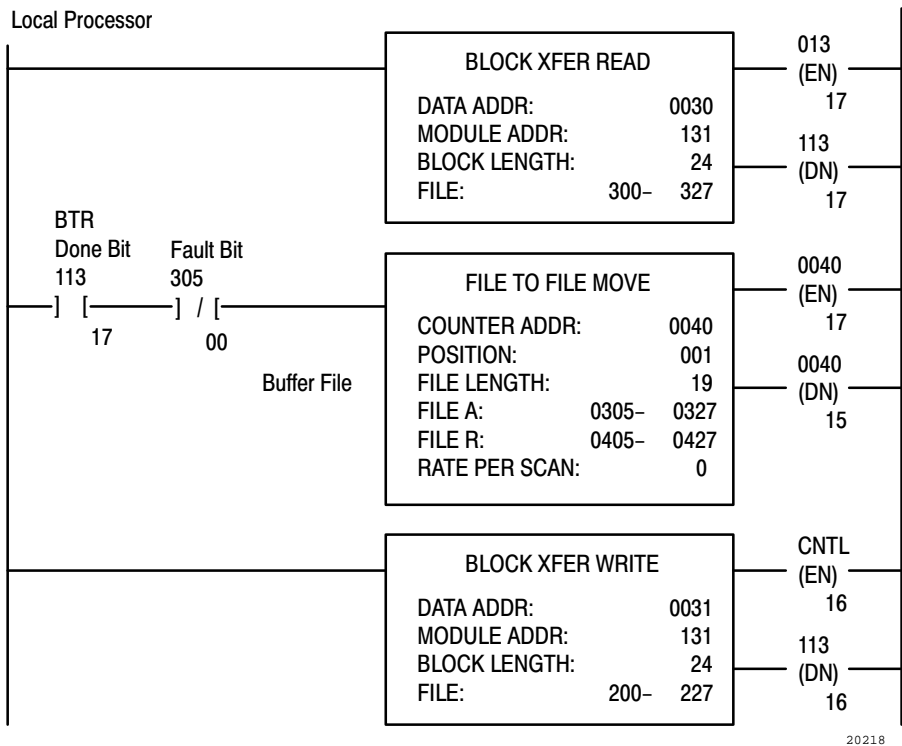 Local Processor
BLOCK XFER READ
DATA ADDR: 0030
MODULE ADDR: 131
BLOCK LENGTH: 24
FILE: 300– 327
013
(EN)
17
113
(DN)
17
BTR
Done Bit
113
] [
17
Fault Bit
305
] / [
00
Buffer File
FILE TO FILE MOVE
COUNTER ADDR: 0040
POSITION: 001
FILE LENGTH: 19
FILE A: 0305– 0327
FILE R: 0405– 0427
RATE PER SCAN: 0
0040
(EN)
17
0040
(DN)
15
BLOCK XFER WRITE
DATA ADDR: 0031
MODULE ADDR: 131
BLOCK LENGTH: 24
FILE: 200– 227
CNTL
(EN)
16
113
(DN)
16
20218